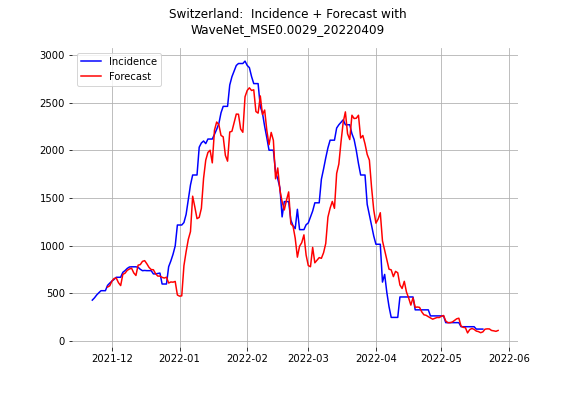 Switzerland:  Incidence + Forecast with
WaveNet_MSE0.0029_20220409
Incidence
Forecast
3000
2500
2000
1500
1000
500
0
2021-12 2022-01 2022-02 2022-03 2022-04 2022-05 2022-06